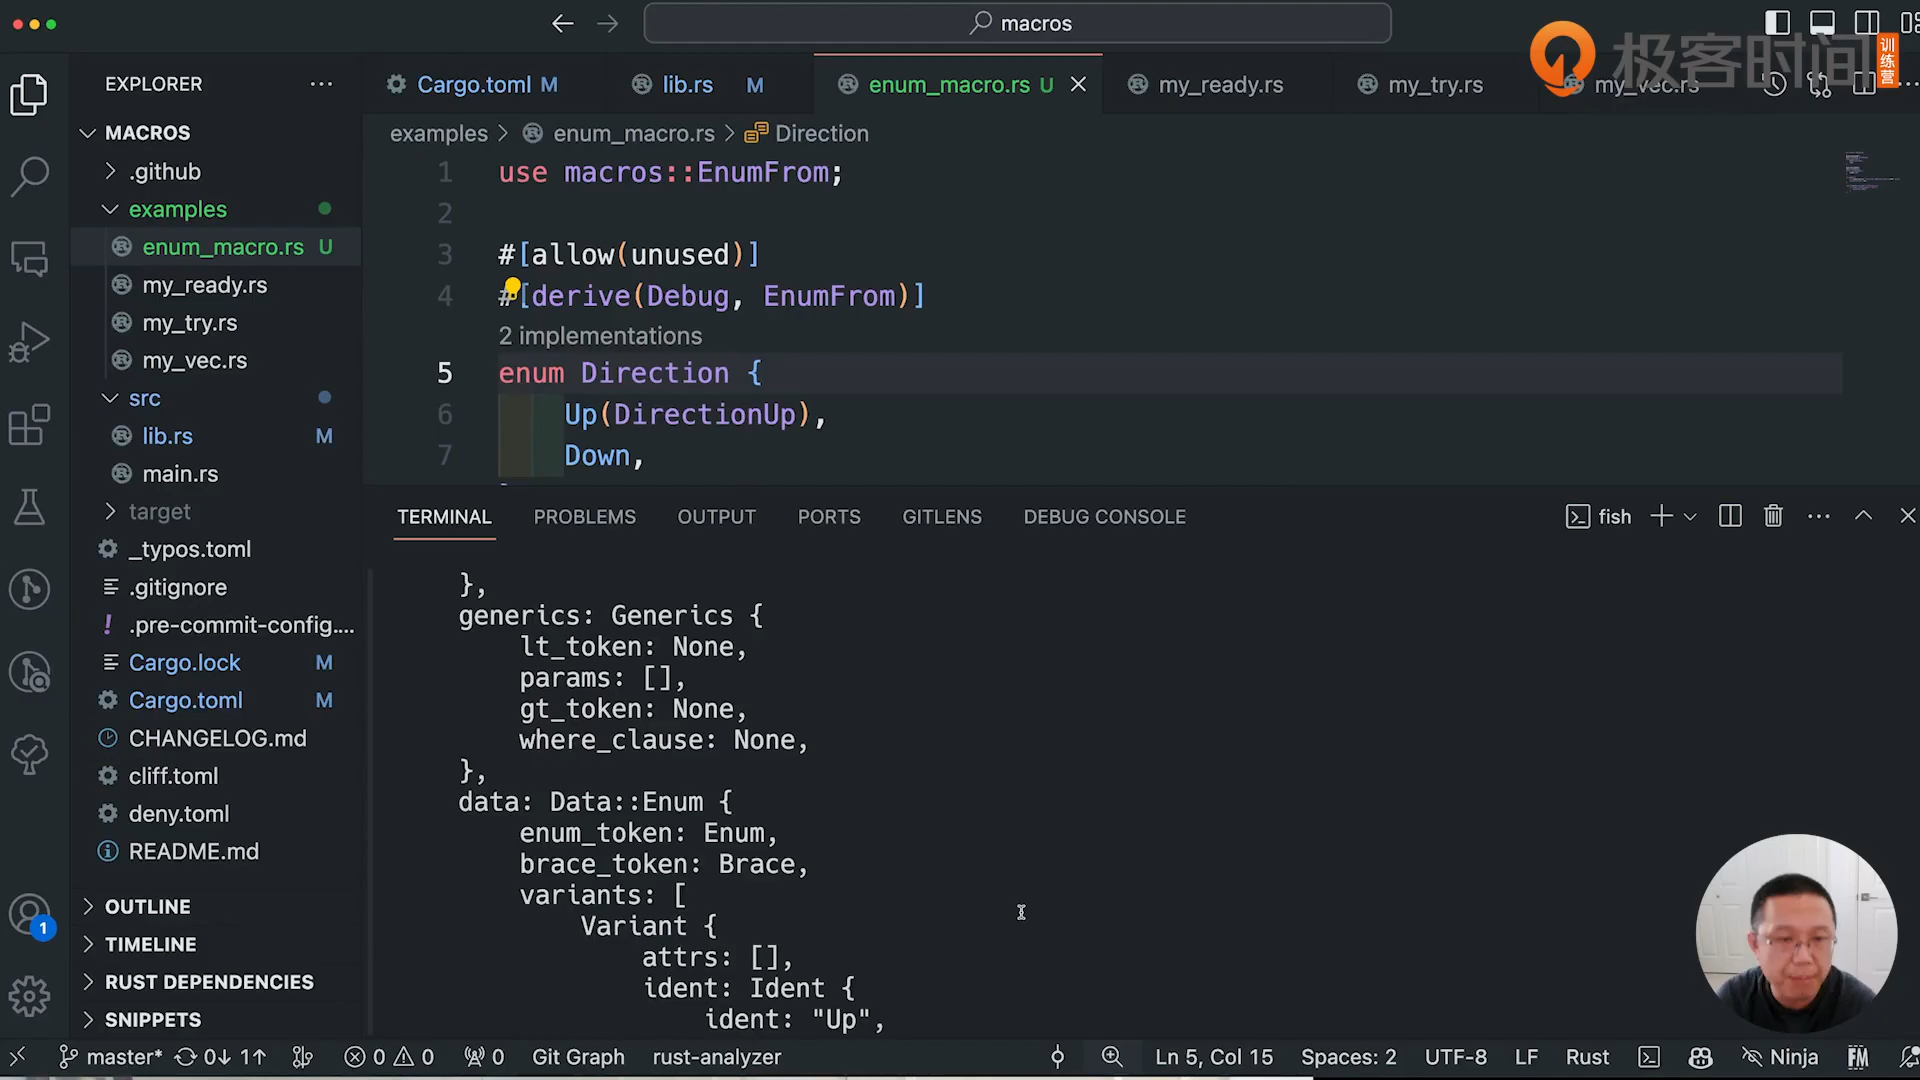 macros
极客时间
训练营
EXPLORER
MACROS
.github
examples
enum_macro.rs U
my_ready.rs
my_try.rs
my_vec.rs
src
lib.rs M
main.rs
target
_typos.toml
.gitignore
! .pre-commit-config....
Cargo.lock M
Cargo.toml M
CHANGELOG.md
cliff.toml
deny.toml
README.md
OUTLINE
TIMELINE
RUST DEPENDENCIES
SNIPPETS
1
Cargo.toml M
lib.rs M
enum_macro.rs U
my_ready.rs
my_try.rs
my_vec.rs
examples > enum_macro.rs > Direction
1 use macros::EnumFrom;
2
3 #[allow(unused)]
4 #[derive(Debug, EnumFrom)]
2 implementations
5 enum Direction {
6 Up(DirectionUp),
7 Down,
TERMINAL PROBLEMS OUTPUT PORTS GITLENS DEBUG CONSOLE
fish
},
generics: Generics {
lt_token: None,
params: [],
gt_token: None,
where_clause: None,
},
data: Data::Enum {
enum_token: Enum,
brace_token: Brace,
variants: [
Variant {
attrs: [],
ident: Ident {
ident: "Up",
master* 0↓ 1↑ 0 0 0 Git Graph rust-analyzer Ln 5, Col 15 Spaces: 2 UTF-8 LF Rust Ninja FM